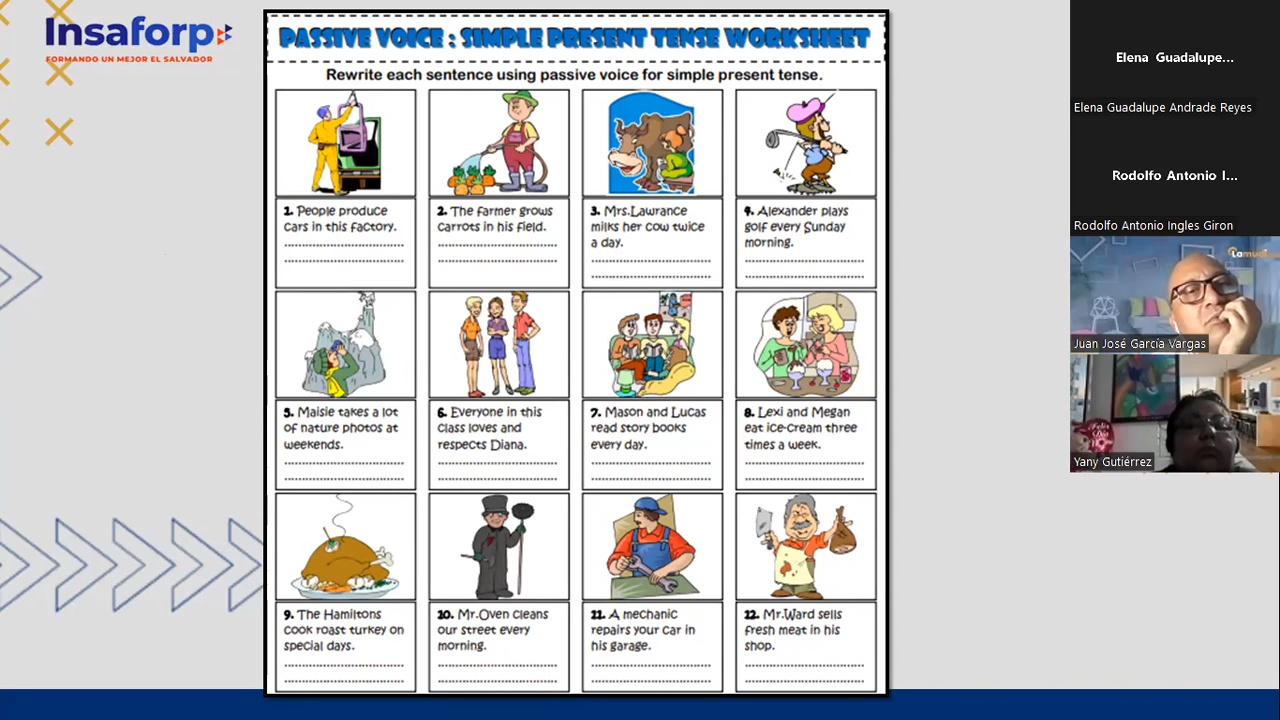 Insaforp
FORMANDO UN MEJOR EL SALVADOR
PASSIVE VOICE : SIMPLE PRESENT TENSE WORKSHEET
Rewrite each sentence using passive voice for simple present tense.
1. People produce
cars in this factory.
2. The farmer grows
carrots in his field.
3. Mrs.Lawrance
milks her cow twice
a day.
4. Alexander plays
golf every Sunday
morning.
5. Maisie takes a lot
of nature photos at
weekends.
6. Everyone in this
class loves and
respects Diana.
7. Mason and Lucas
read story books
every day.
8. Lexi and Megan
eat ice-cream three
times a week.
9. The Hamiltons
cook roast turkey on
special days.
10. Mr.Oven cleans
our street every
morning.
11. A mechanic
repairs your car in
his garage.
12. Mr.Ward sells
fresh meat in his
shop.
Elena Guadalupe...
Elena Guadalupe Andrade Reyes
Rodolfo Antonio I...
Rodolfo Antonio Ingles Giron
Juan José García Vargas
Yany Gutiérrez